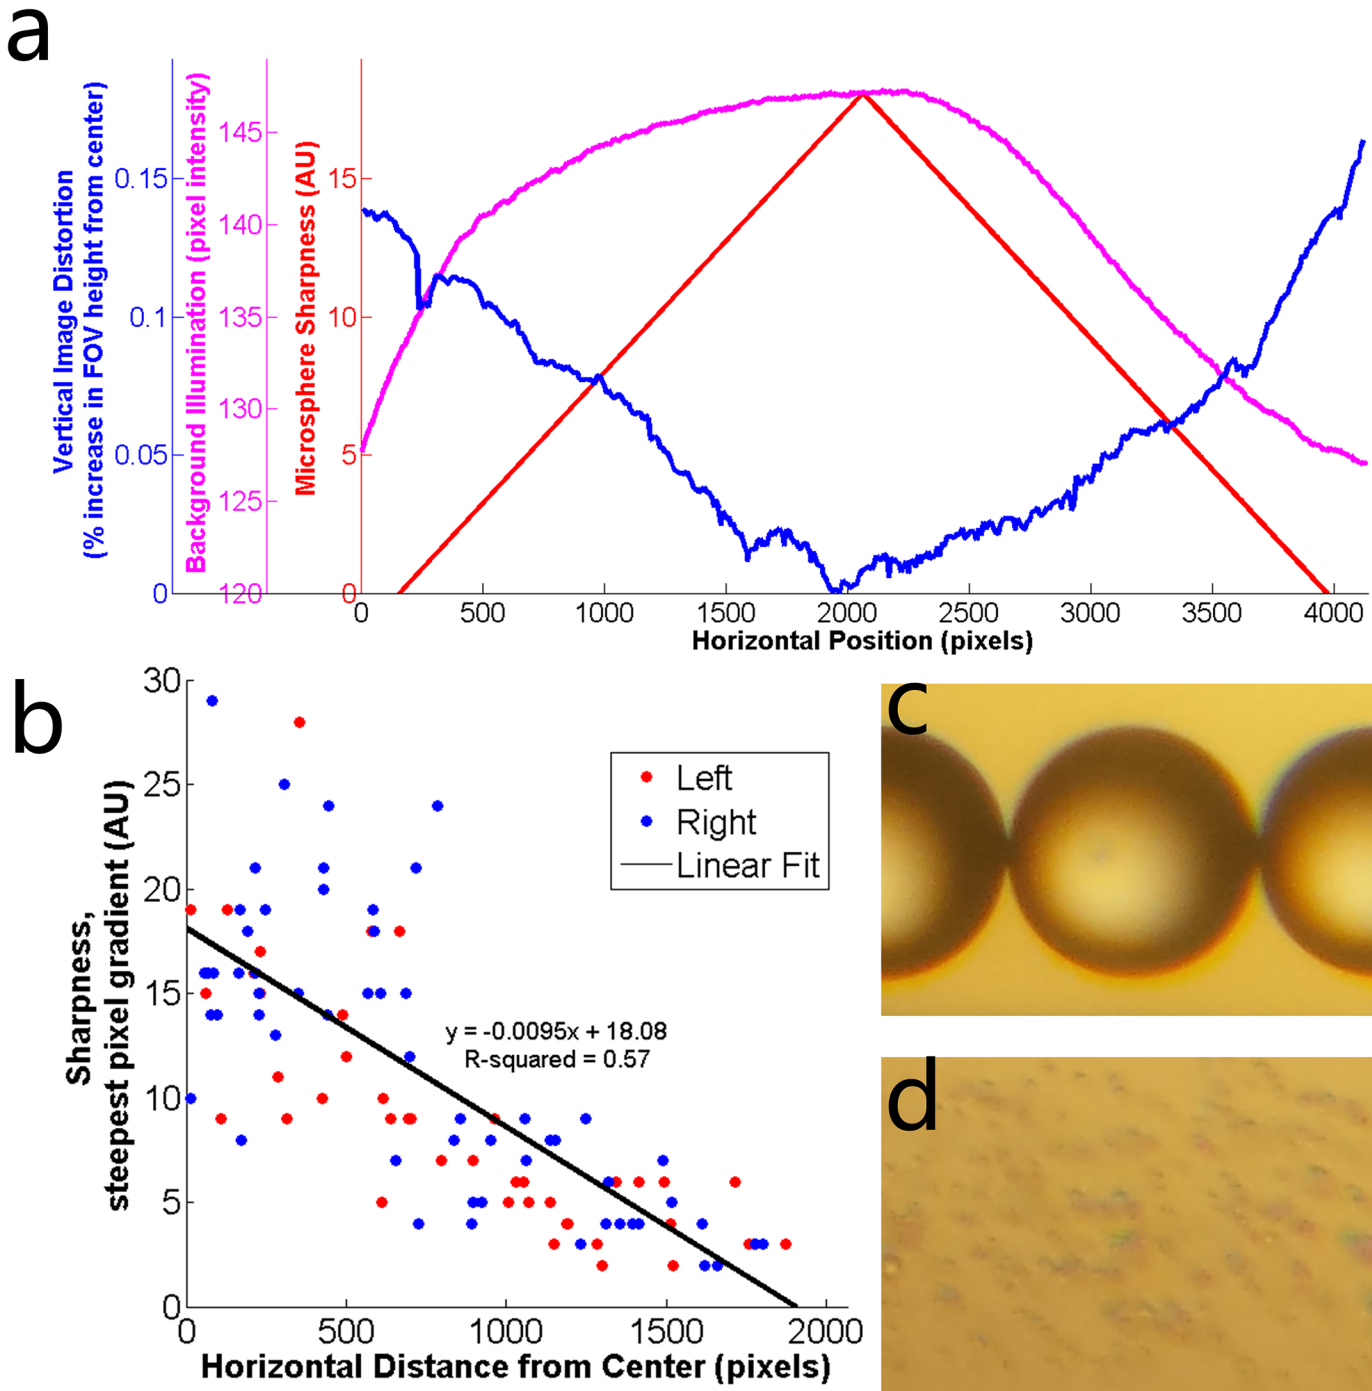 a
Vertical Image Distortion
(% increase in FOV height from center)
0.15
0.1
0.05
0
Background Illumination (pixel intensity)
145
140
135
130
125
120
Microsphere Sharpness (AU)
15
10
5
0
0 500 1000 1500 2000 2500 3000 3500 4000
Horizontal Position (pixels)
b
Sharpness,
steepest pixel gradient (AU)
30
25
20
15
10
5
0
Left
Right
Linear Fit
y = -0.0095x + 18.08
R-squared = 0.57
0 500 1000 1500 2000
Horizontal Distance from Center (pixels)
c
d